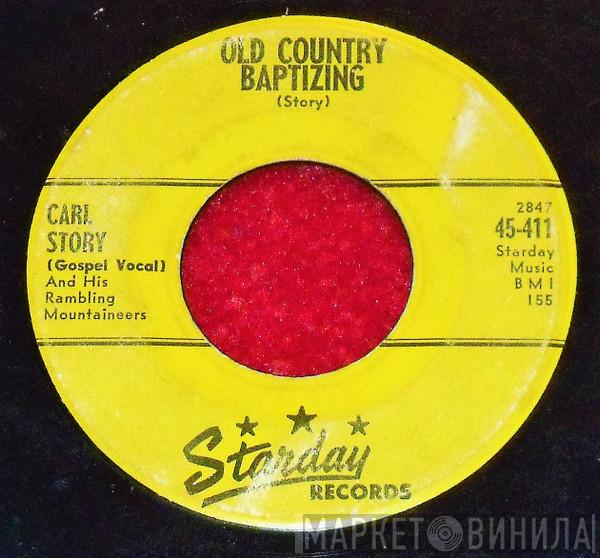 OLD COUNTRY
BAPTIZING
(Story)
CARL
STORY
(Gospel Vocal)
And His
Rambling
Mountaineers
2847
45-411
Starday
Music
BMI
155
Starday
RECORDS
МАРКЕТ ВИНИЛА